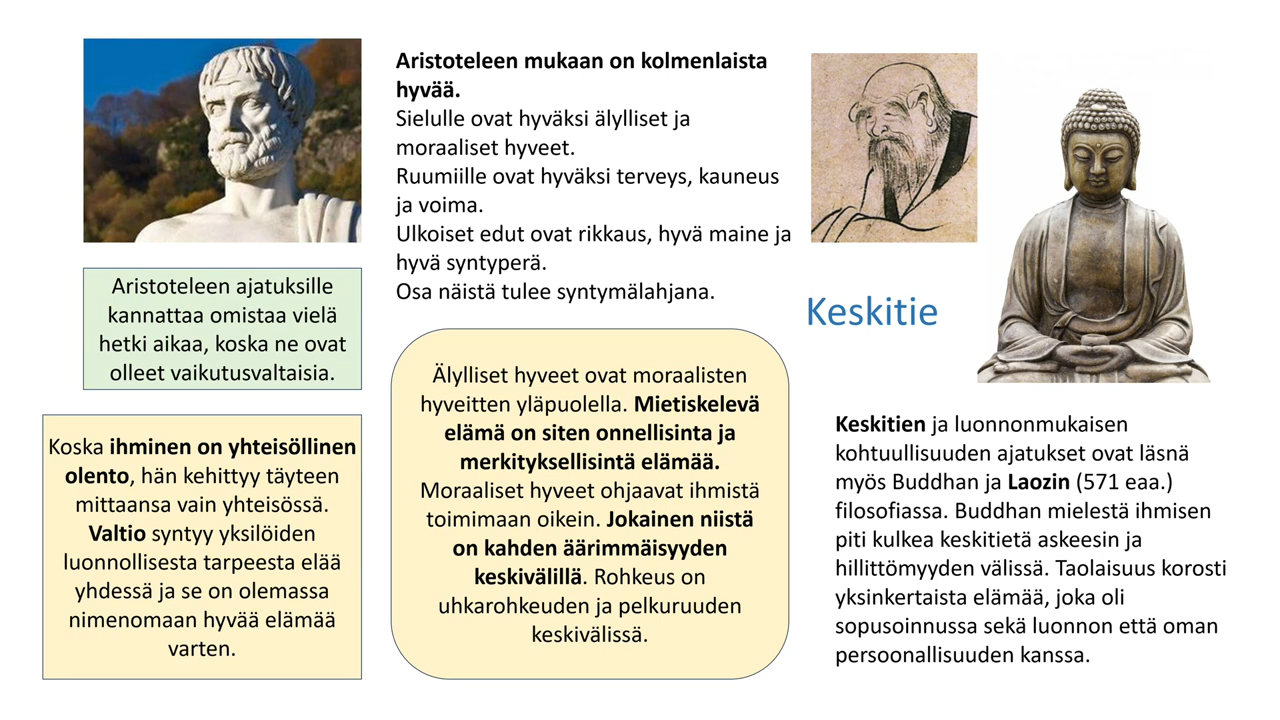 Aristoteleen ajatuksille
kannattaa omistaa vielä
hetki aikaa, koska ne ovat
olleet vaikutusvaltaisia.
Koska ihminen on yhteisöllinen
olento, hän kehittyy täyteen
mittaansa vain yhteisössä.
Valtio syntyy yksilöiden
luonnollisesta tarpeesta elää
yhdessä ja se on olemassa
nimenomaan hyvää elämää
varten.
Aristoteleen mukaan on kolmenlaista
hyvää.
Sielulle ovat hyväksi älylliset ja
moraaliset hyveet.
Ruumiille ovat hyväksi terveys, kauneus
ja voima.
Ulkoiset edut ovat rikkaus, hyvä maine ja
hyvä syntyperä.
Osa näistä tulee syntymälahjana.
Älylliset hyveet ovat moraalisten
hyveitten yläpuolella. Mietiskelevä
elämä on siten onnellisinta ja
merkityksellisintä elämää.
Moraaliset hyveet ohjaavat ihmistä
toimimaan oikein. Jokainen niistä
on kahden äärimmäisyyden
keskivälillä. Rohkeus on
uhkarohkeuden ja pelkuruuden
keskivälissä.
Keskitie
Keskitien ja luonnonmukaisen
kohtuullisuuden ajatukset ovat läsnä
myös Buddhan ja Laozin (571 eaa.)
filosofiassa. Buddhan mielestä ihmisen
piti kulkea keskitietä askeesin ja
hillittömyyden välissä. Taolaisuus korosti
yksinkertaista elämää, joka oli
sopusoinnussa sekä luonnon että oman
persoonallisuuden kanssa.